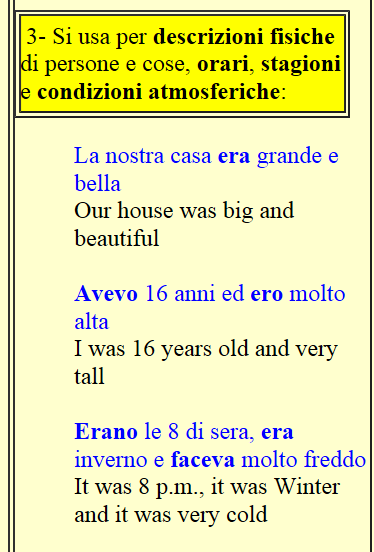 3- Si usa per descrizioni fisiche
di persone e cose, orari, stagioni
e condizioni atmosferiche:
La nostra casa era grande e
bella
Our house was big and
beautiful
Avevo 16 anni ed ero molto
alta
I was 16 years old and very
tall
Erano le 8 di sera, era
inverno e faceva molto freddo
It was 8 p.m., it was Winter
and it was very cold